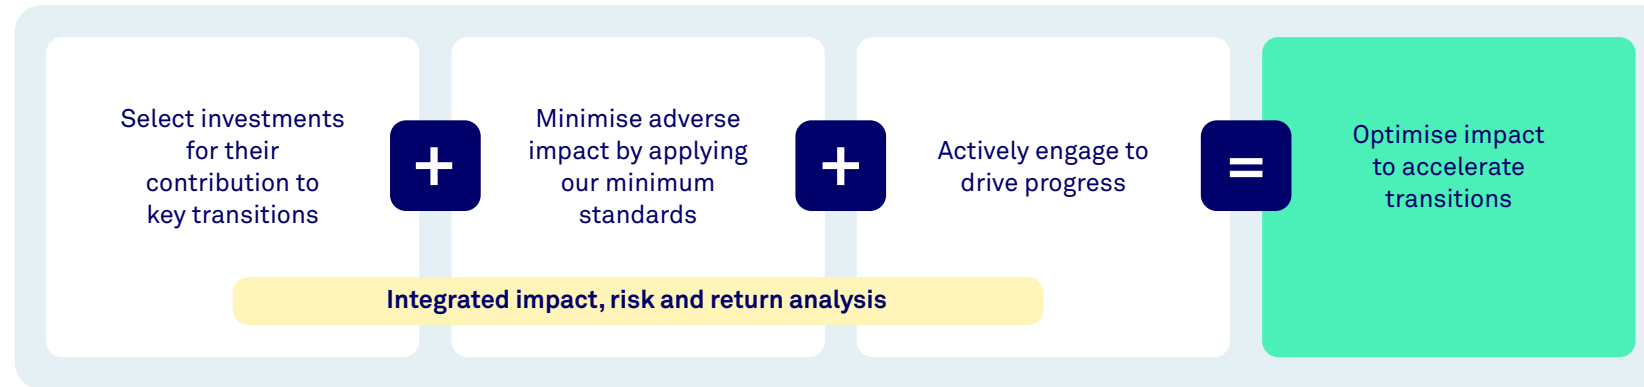 Select investments
for their
contribution to
key transitions
+
Minimise adverse
impact by applying
our minimum
standards
+
Actively engage to
drive progress
=
Optimise impact
to accelerate
transitions
Integrated impact, risk and return analysis